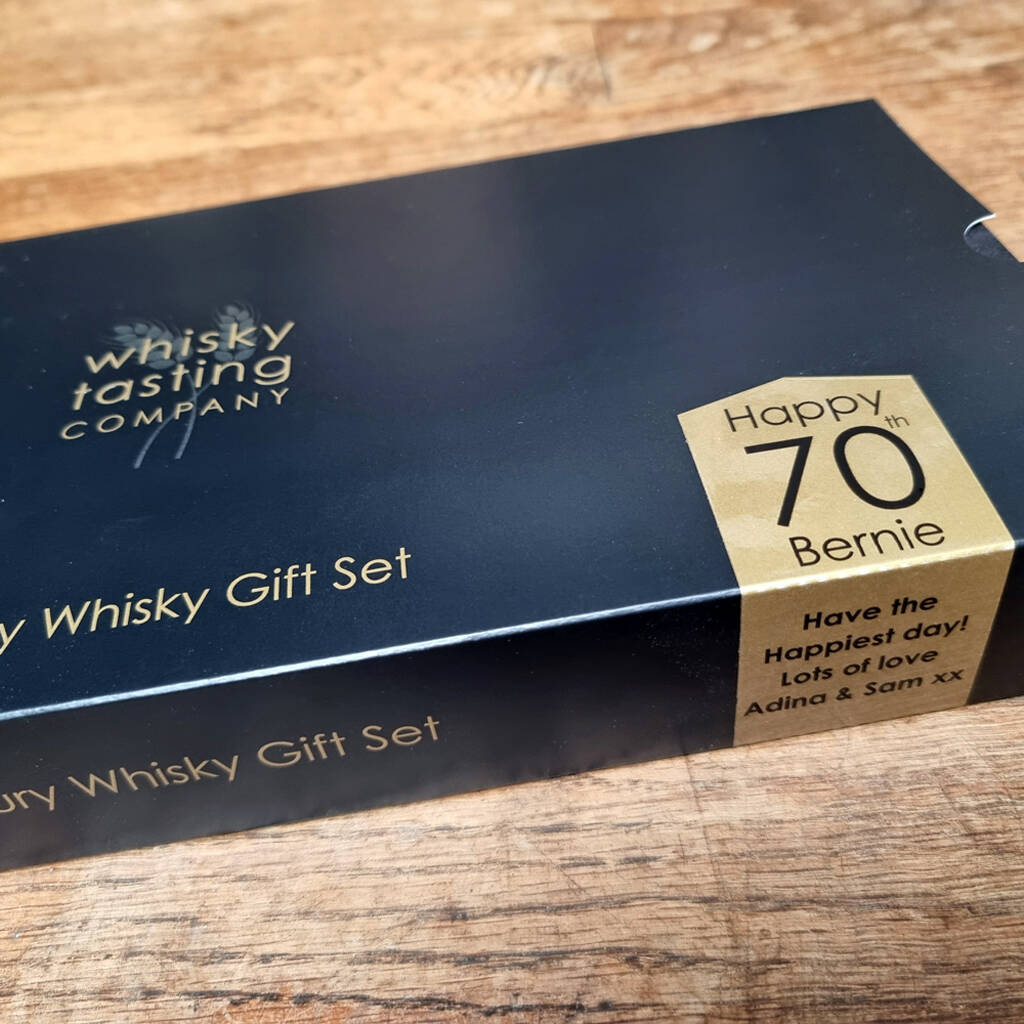 whisky
tasting
COMPANY
y Whisky Gift Set
ury Whisky Gift Set
Happy
70th
Bernie
Have the
Happiest day!
Lots of love
Adina & Sam xx